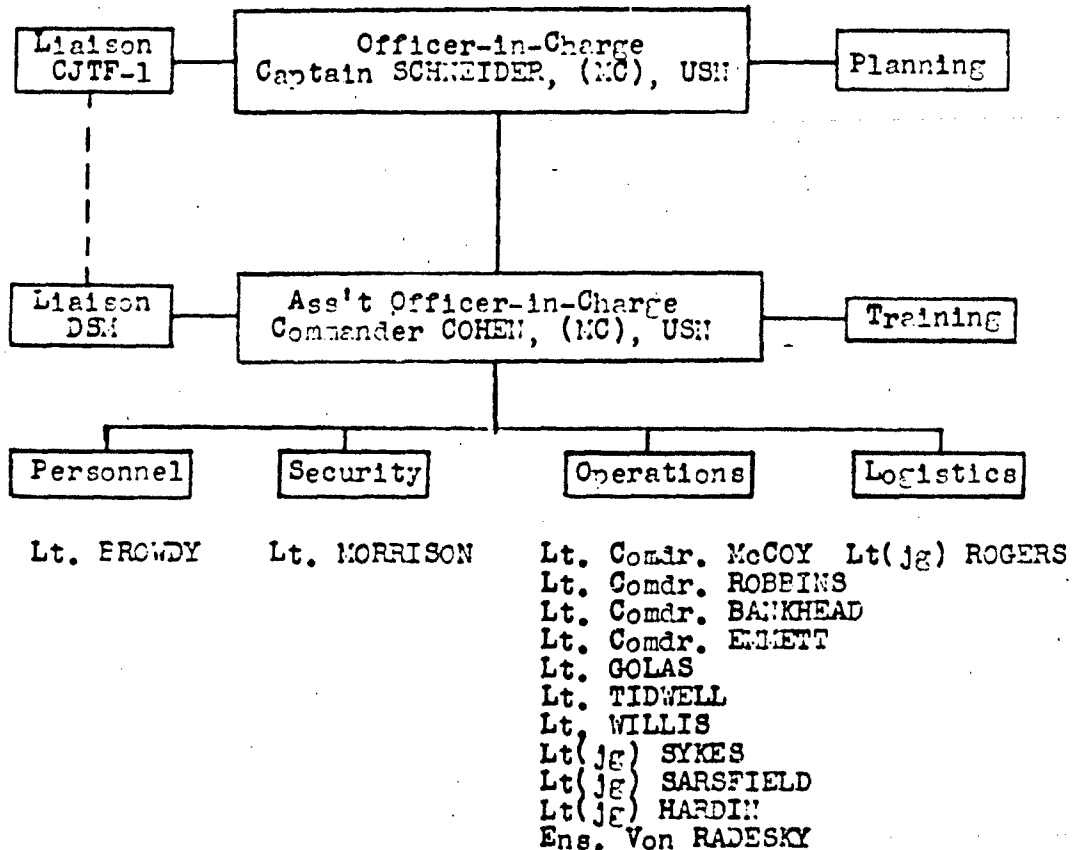 Liaison
CJTF-1
Officer-in-Charge
Captain SCHNEIDER, (MC), USN
Planning
Liaison
DSM
Ass't Officer-in-Charge
Commander COHEN, (MC), USN
Training
Personnel
Security
Operations
Logistics
Lt. BROWDY
Lt. MORRISON
Lt. Comdr. McCOY
Lt. Comdr. ROBBINS
Lt. Comdr. BANKHEAD
Lt. Comdr. EMMETT
Lt. GOLAS
Lt. TIDWELL
Lt. WILLIS
Lt(jg) SYKES
Lt(jg) SARSFIELD
Lt(jg) HARDIN
Ens. Von RADESKY
Lt(jg) ROGERS